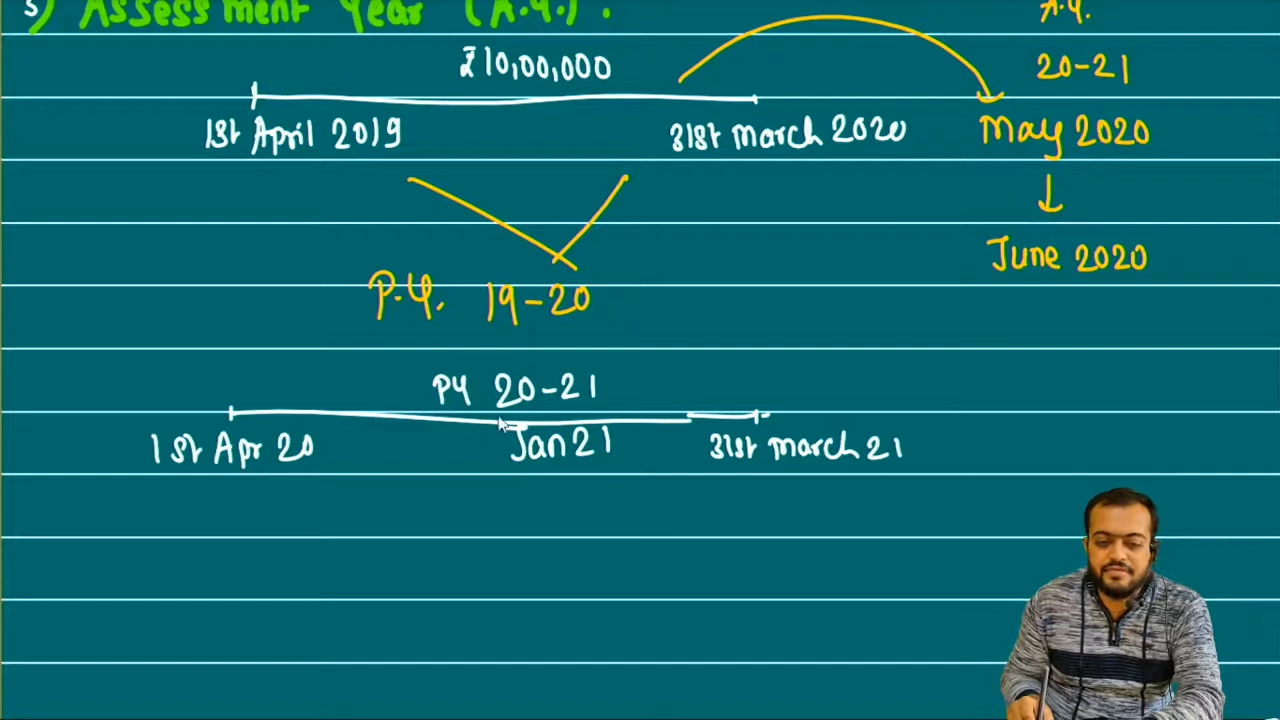 3) Assessment Year (A.Y.) :
A.Y.
₹10,00,000
20-21
1st April 2019
31st March 2020
May 2020
June 2020
P.Y. 19-20
PY 20-21
1st Apr 20
Jan 21
31st March 21